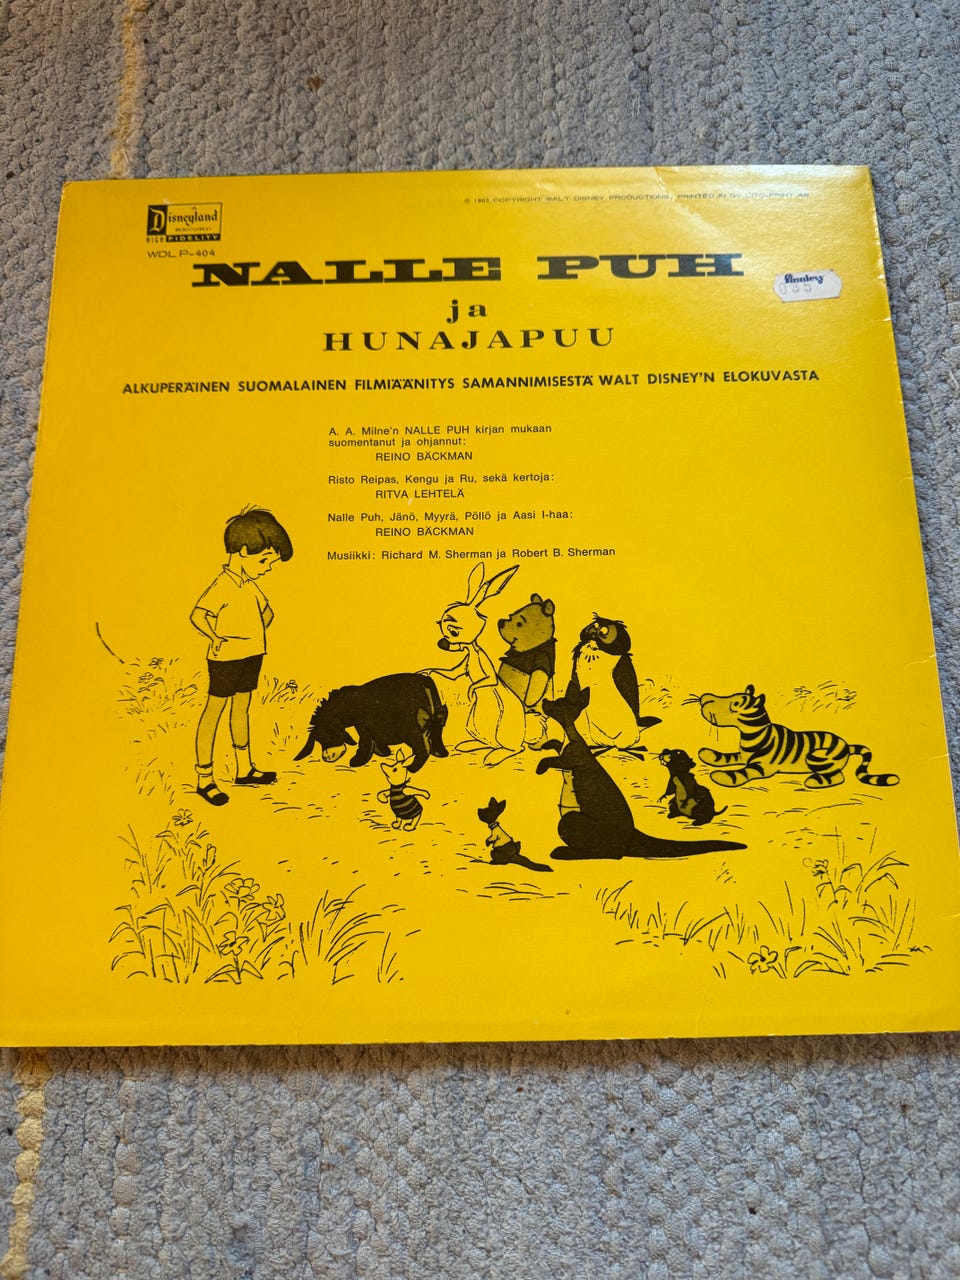 Disneyland
RECORDS
HIGH FIDELITY
WDL P-404
© 1965 COPYRIGHT WALT DISNEY PRODUCTIONS, PRINTED IN OY LITO-PRINT AB
NALLE PUH
ja
HUNAJAPUU
ALKUPERÄINEN SUOMALAINEN FILMIÄÄNITYS SAMANNIMISESTÄ WALT DISNEY'N ELOKUVASTA
A. A. Milne'n NALLE PUH kirjan mukaan
suomentanut ja ohjannut:
REINO BÄCKMAN
Risto Reipas, Kengu ja Ru, sekä kertoja:
RITVA LEHTELÄ
Nalle Puh, Jänö, Myyrä, Pöllö ja Aasi I-haa:
REINO BÄCKMAN
Musiikki: Richard M. Sherman ja Robert B. Sherman